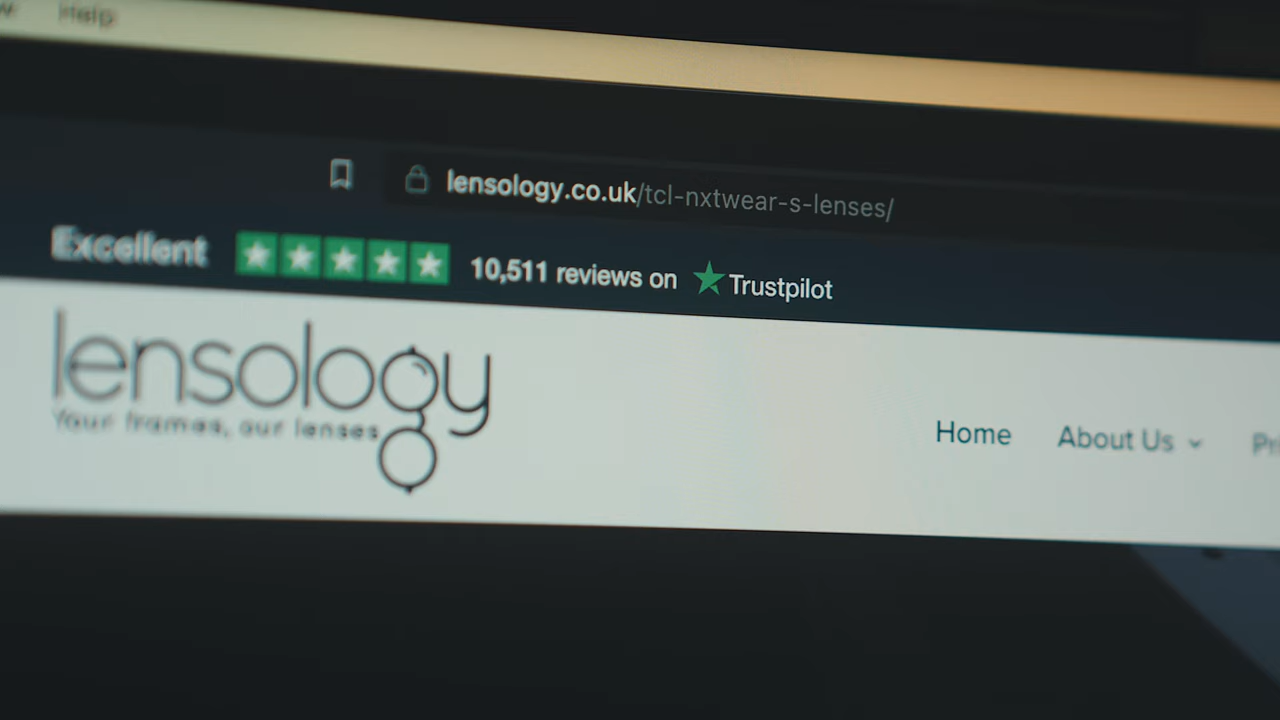 Help
lensology.co.uk/tcl-nxtwear-s-lenses/
Excellent 10,511 reviews on Trustpilot
lensology
Your frames, our lenses
Home About Us